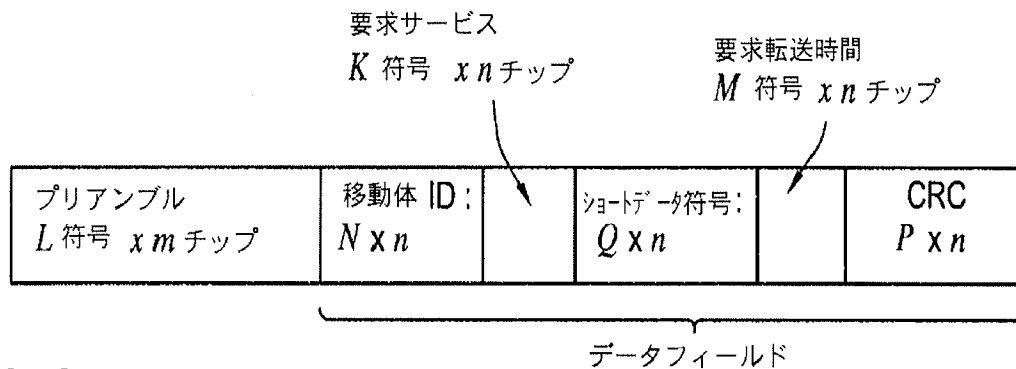 要求サービス
K 符号 x n チップ
要求転送時間
M 符号 x n チップ
プリアンブル
L 符号 x m チップ
移動体 ID:
N x n
ショートデータ符号:
Q x n
CRC
P x n
データフィールド